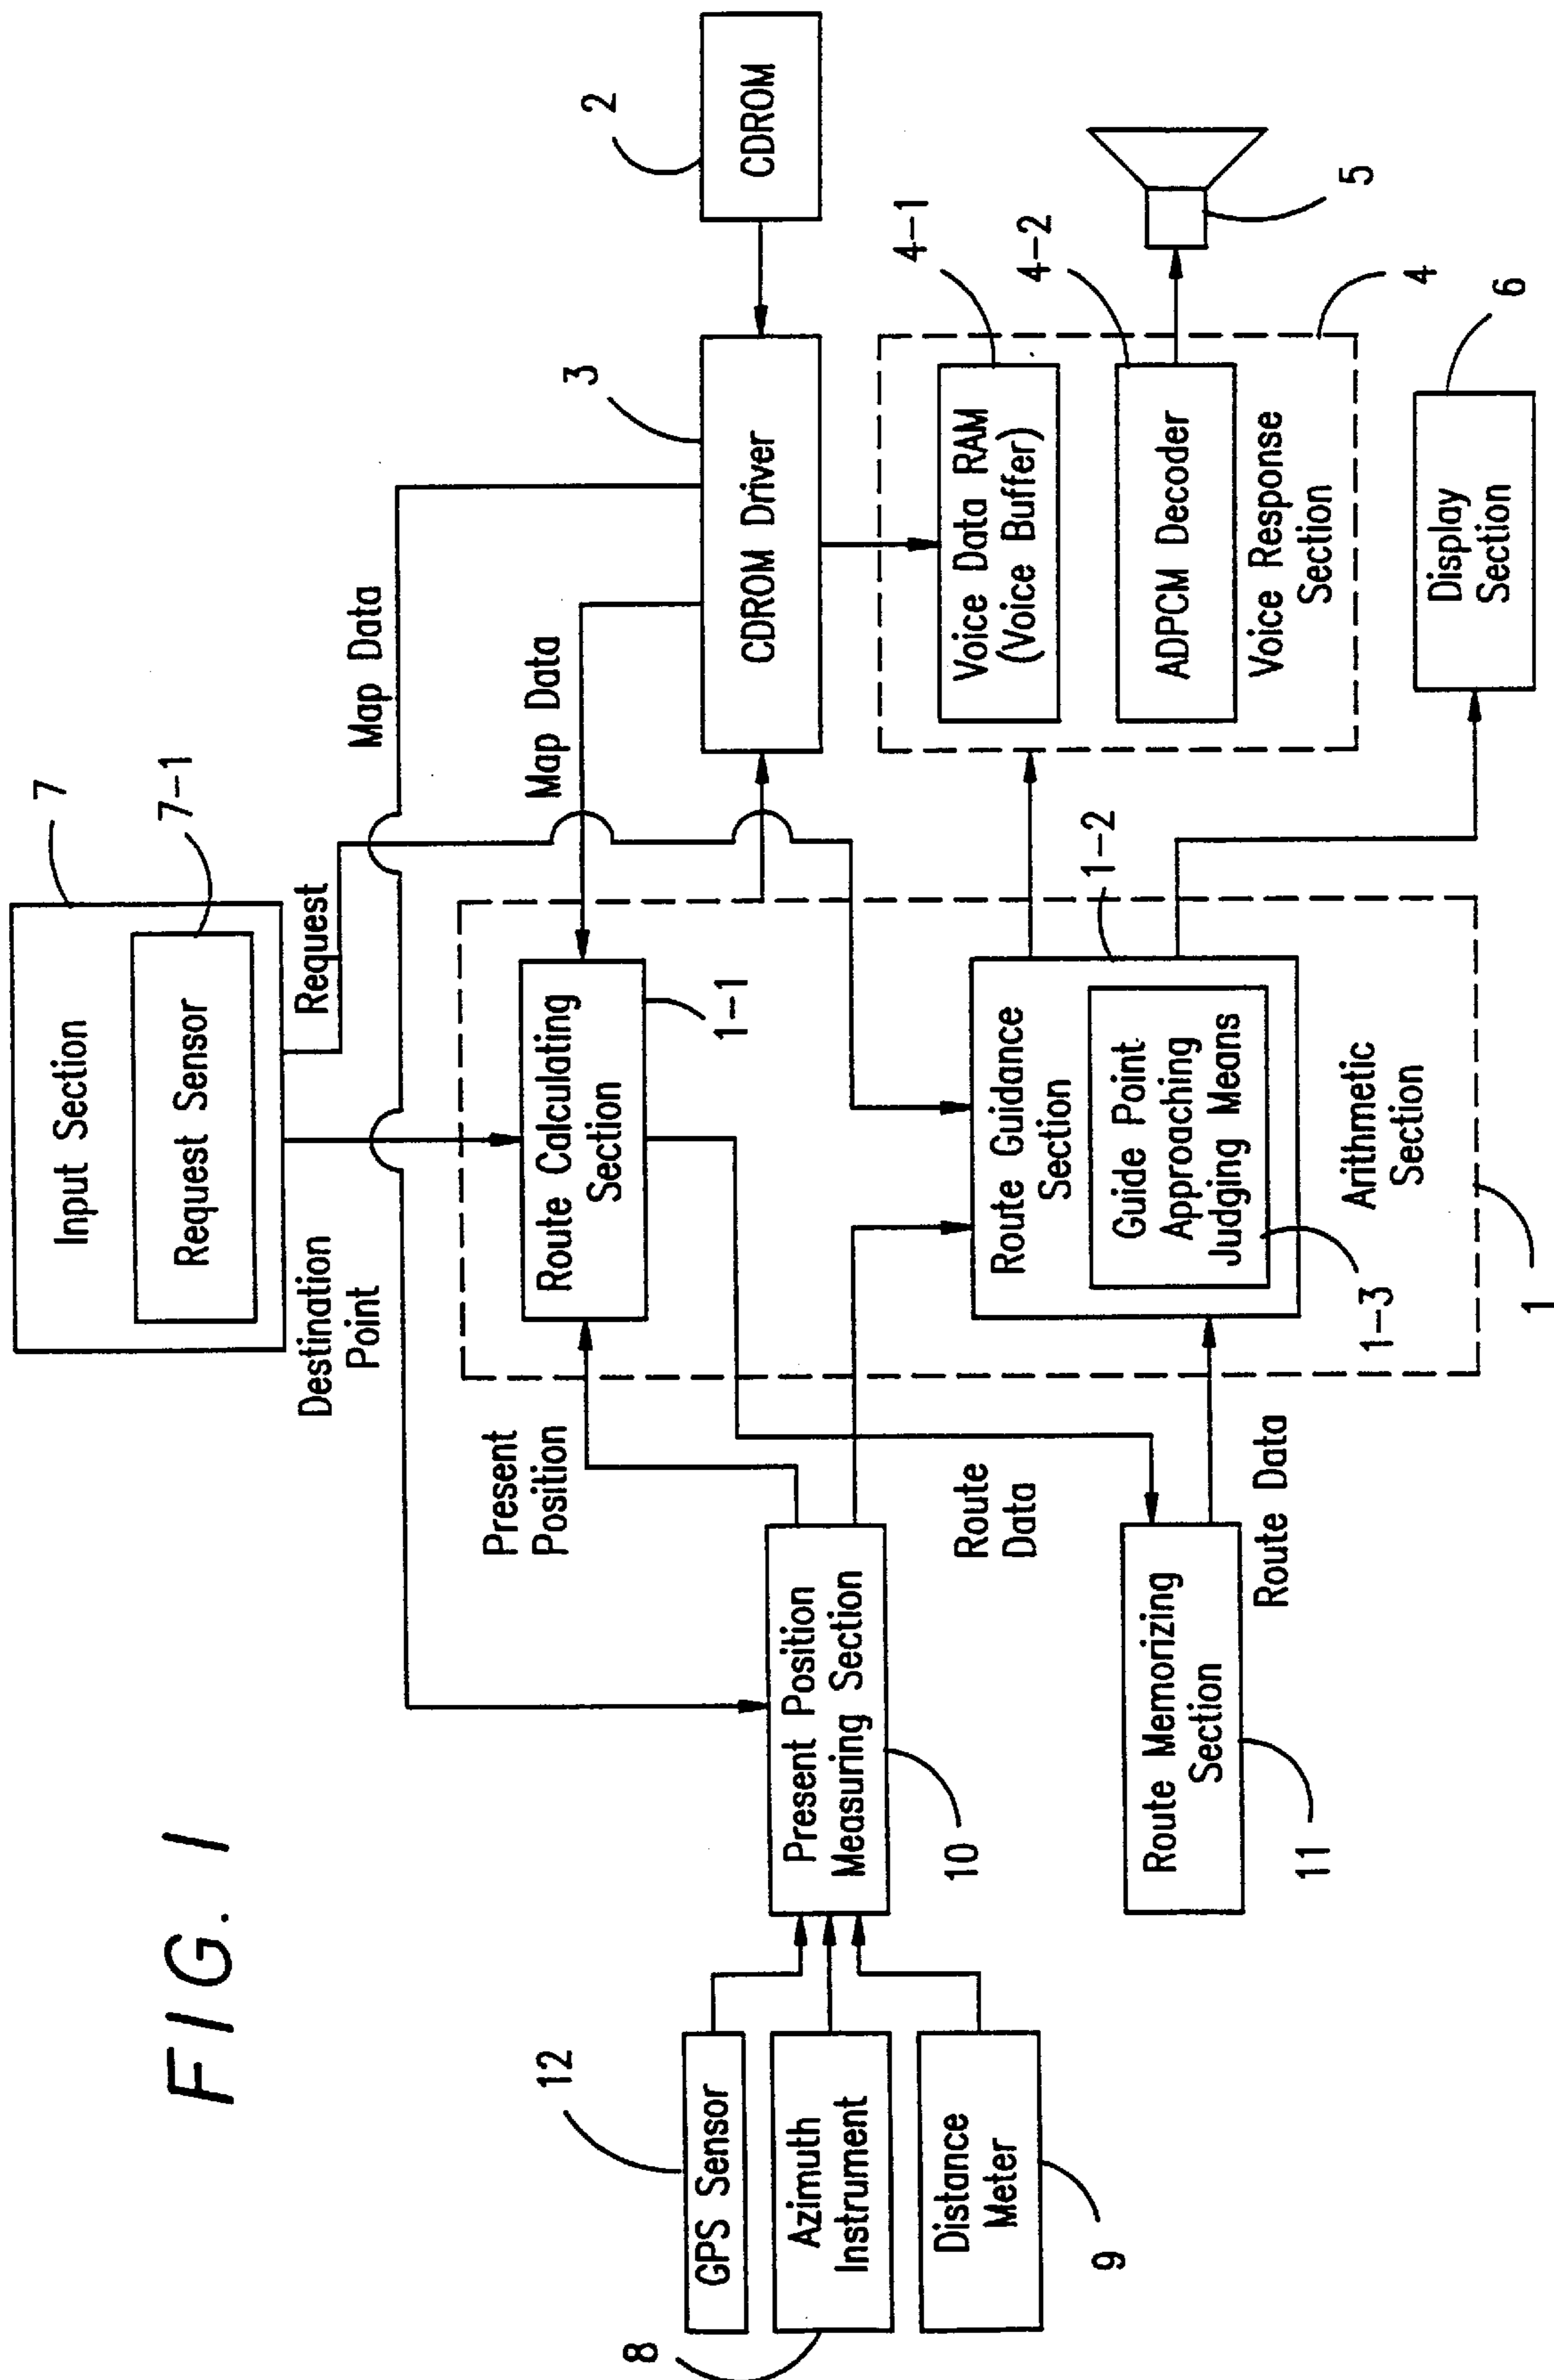 FIG. 1
12
GPS Sensor
8
Azimuth
Instrument
Distance
Meter
9
Present Position
Measuring Section
10
Route Memorizing
Section
11
Present
Position
Route
Data
Route Data
7
Input Section
7-1
Request Sensor
Destination
Point
Request
Route Calculating
Section
1-1
Route Guidance
Section
1-2
Guide Point
Approaching
Judging Means
1-3
Arithmetic
Section
1
Map Data
Map Data
3
CDROM Driver
2
CDROM
4-1
Voice Data RAM
(Voice Buffer)
4-2
ADPCM Decoder
Voice Response
Section
4
5
6
Display
Section